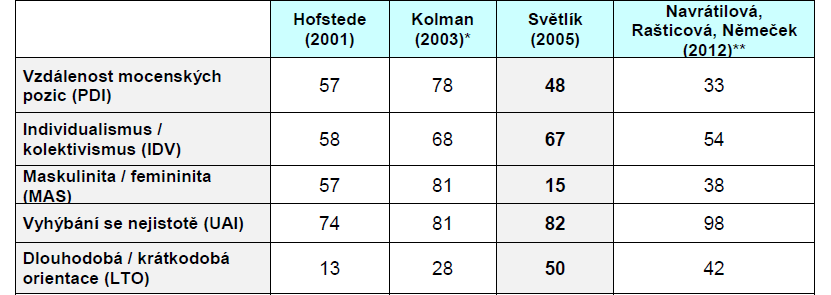 Hofstede (2001)
Kolman (2003)*
Světlík (2005)
Navrátilová, Rašticová, Němeček (2012)**
Vzdálenost mocenských pozic (PDI) 57 78 48 33
Individualismus / kolektivismus (IDV) 58 68 67 54
Maskulinita / femininita (MAS) 57 81 15 38
Vyhýbání se nejistotě (UAI) 74 81 82 98
Dlouhodobá / krátkodobá orientace (LTO) 13 28 50 42